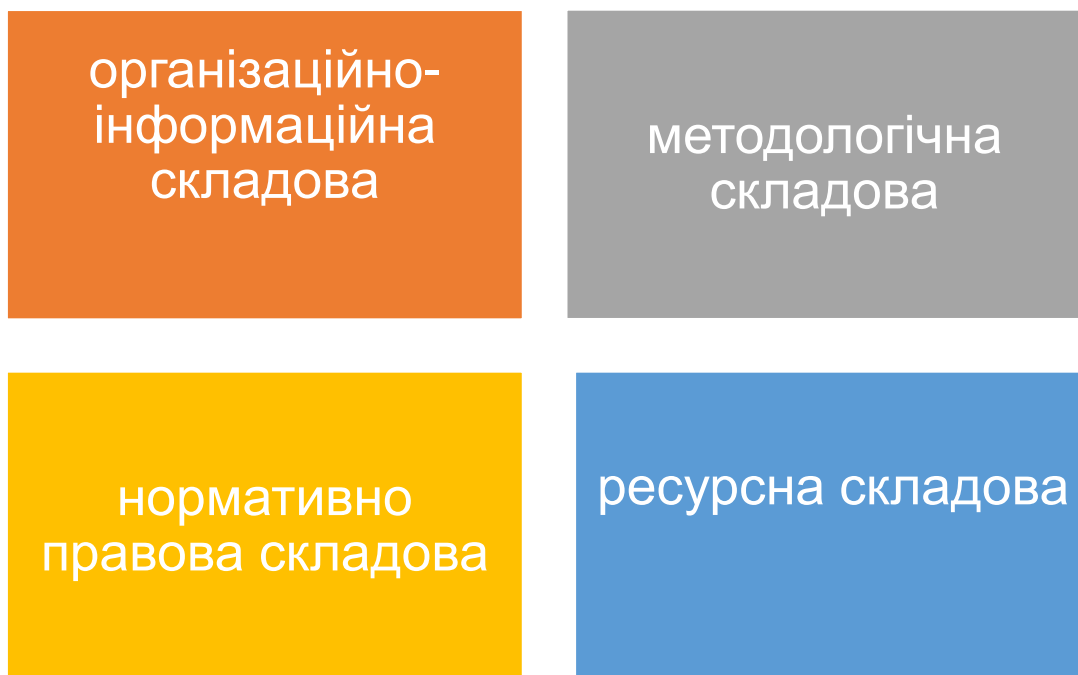 організаційно-
інформаційна
складова
методологічна
складова
нормативно
правова складова
ресурсна складова